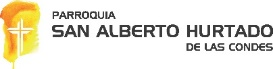 PARROQUIA
SAN ALBERTO HURTADO
DE LAS CONDES